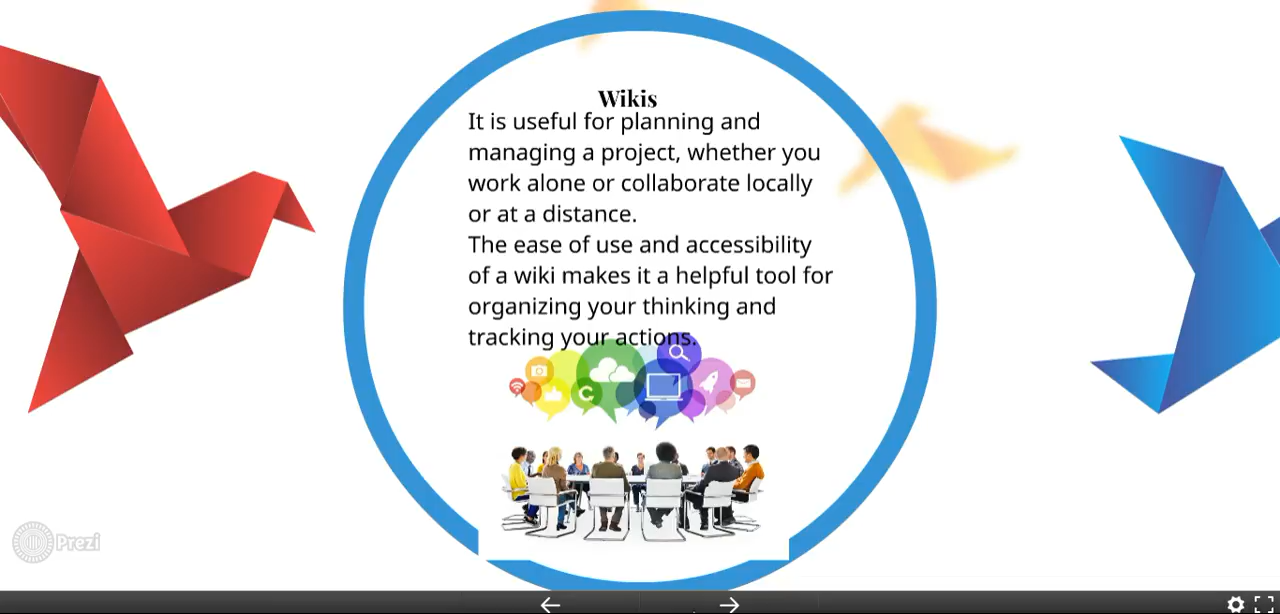 Wikis
It is useful for planning and
managing a project, whether you
work alone or collaborate locally
or at a distance.
The ease of use and accessibility
of a wiki makes it a helpful tool for
organizing your thinking and
tracking your actions.
Prezi